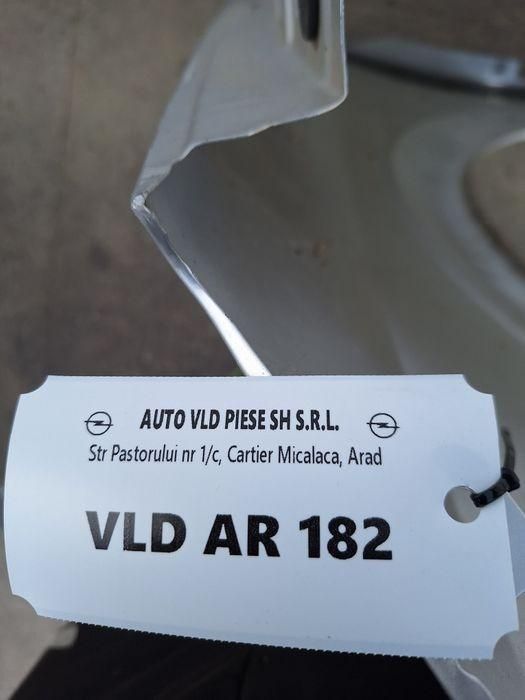 AUTO VLD PIESE SH S.R.L.
Str Pastorului nr 1/c, Cartier Micalaca, Arad
VLD AR 182